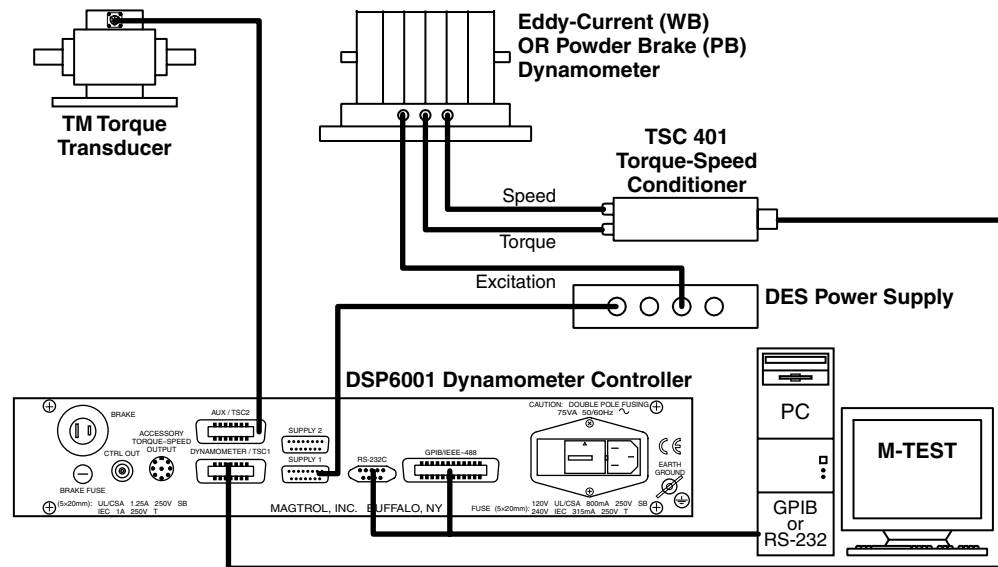 Eddy-Current (WB)
OR Powder Brake (PB)
Dynamometer
TM Torque
Transducer
TSC 401
Torque-Speed
Conditioner
Speed
Torque
Excitation
DES Power Supply
DSP6001 Dynamometer Controller
BRAKE
AUX / TSC2
CAUTION: DOUBLE POLE FUSING
75VA 50/60Hz
ACCESSORY
TORQUE–SPEED
OUTPUT
SUPPLY 2
CTRL OUT
DYNAMOMETER / TSC1
SUPPLY 1
RS-232C
GPIB/IEEE–488
CE
EARTH
GROUND
BRAKE FUSE
(5×20mm): UL/CSA 1.25A 250V SB
IEC 1A 250V T
MAGTROL, INC. BUFFALO, NY
FUSE (5×20mm): 120V UL/CSA 800mA 250V SB
240V IEC 315mA 250V T
PC
GPIB
or
RS-232
M-TEST